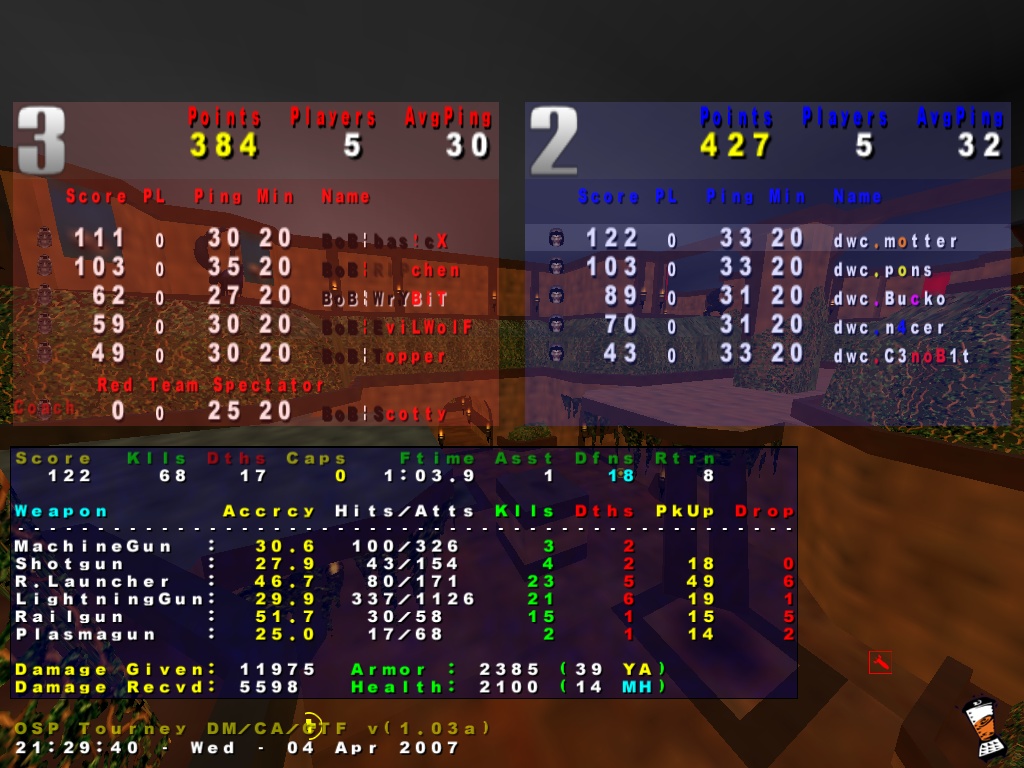 3 Points Players AvgPing
384 5 30
Score PL Ping Min Name
111 0 30 20 BoB¦bas!cX
103 0 35 20 BoB¦RIPchen
62 0 27 20 BoB¦WrYBiT
59 0 30 20 BoB¦EviLWolF
49 0 30 20 BoB¦Topper
Red Team Spectator
Coach 0 0 25 20 BoB¦Scotty
2 Points Players AvgPing
427 5 32
Score PL Ping Min Name
122 0 33 20 dwc.motter
103 0 33 20 dwc.pons
89 0 31 20 dwc.Bucko
70 0 31 20 dwc.n4cer
43 0 33 20 dwc.C3noB1t
Score Klls Dths Caps Ftime Asst Dfns Rtrn
122 68 17 0 1:03.9 1 18 8
Weapon Accrcy Hits/Atts Klls Dths PkUp Drop
MachineGun : 30.6 100/326 3 2
Shotgun : 27.9 43/154 4 2 18 0
R.Launcher : 46.7 80/171 23 5 49 6
LightningGun: 29.9 337/1126 21 6 19 1
Railgun : 51.7 30/58 15 1 15 5
Plasmagun : 25.0 17/68 2 1 14 2
Damage Given: 11975 Armor : 2385 (39 YA)
Damage Recvd: 5598 Health: 2100 (14 MH)
OSP Tourney DM/CA/CTF v(1.03a)
21:29:40 - Wed - 04 Apr 2007